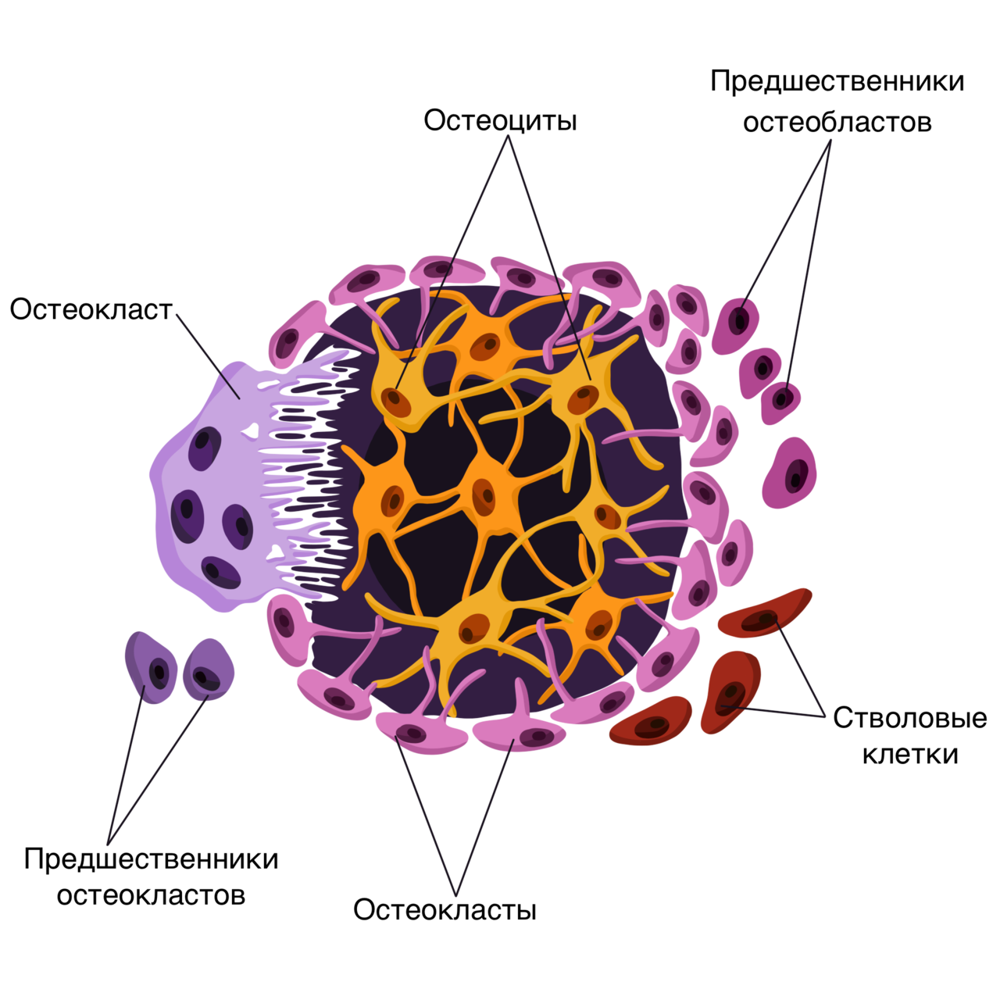 Предшественники
остеобластов
Остеоциты
Остеокласт
Стволовые
клетки
Предшественники
остеокластов
Остеокласты